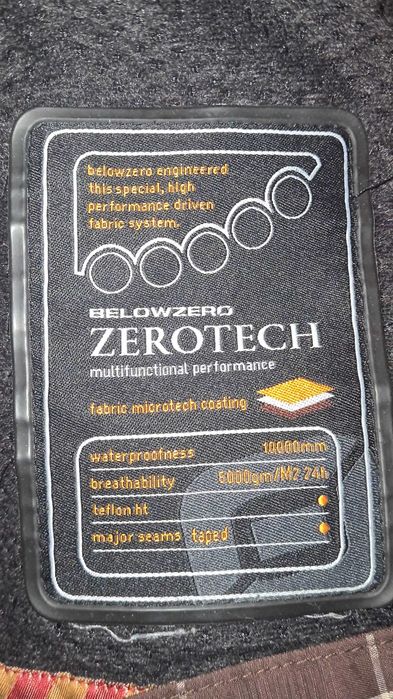 belowzero engineered
this special, high
performance driven
fabric system.
BELOWZERO
ZEROTECH
multifunctional performance
fabric microtech coating
waterproofness 10000mm
breathability 5000gm/M2 24h
teflon ht
major seams taped